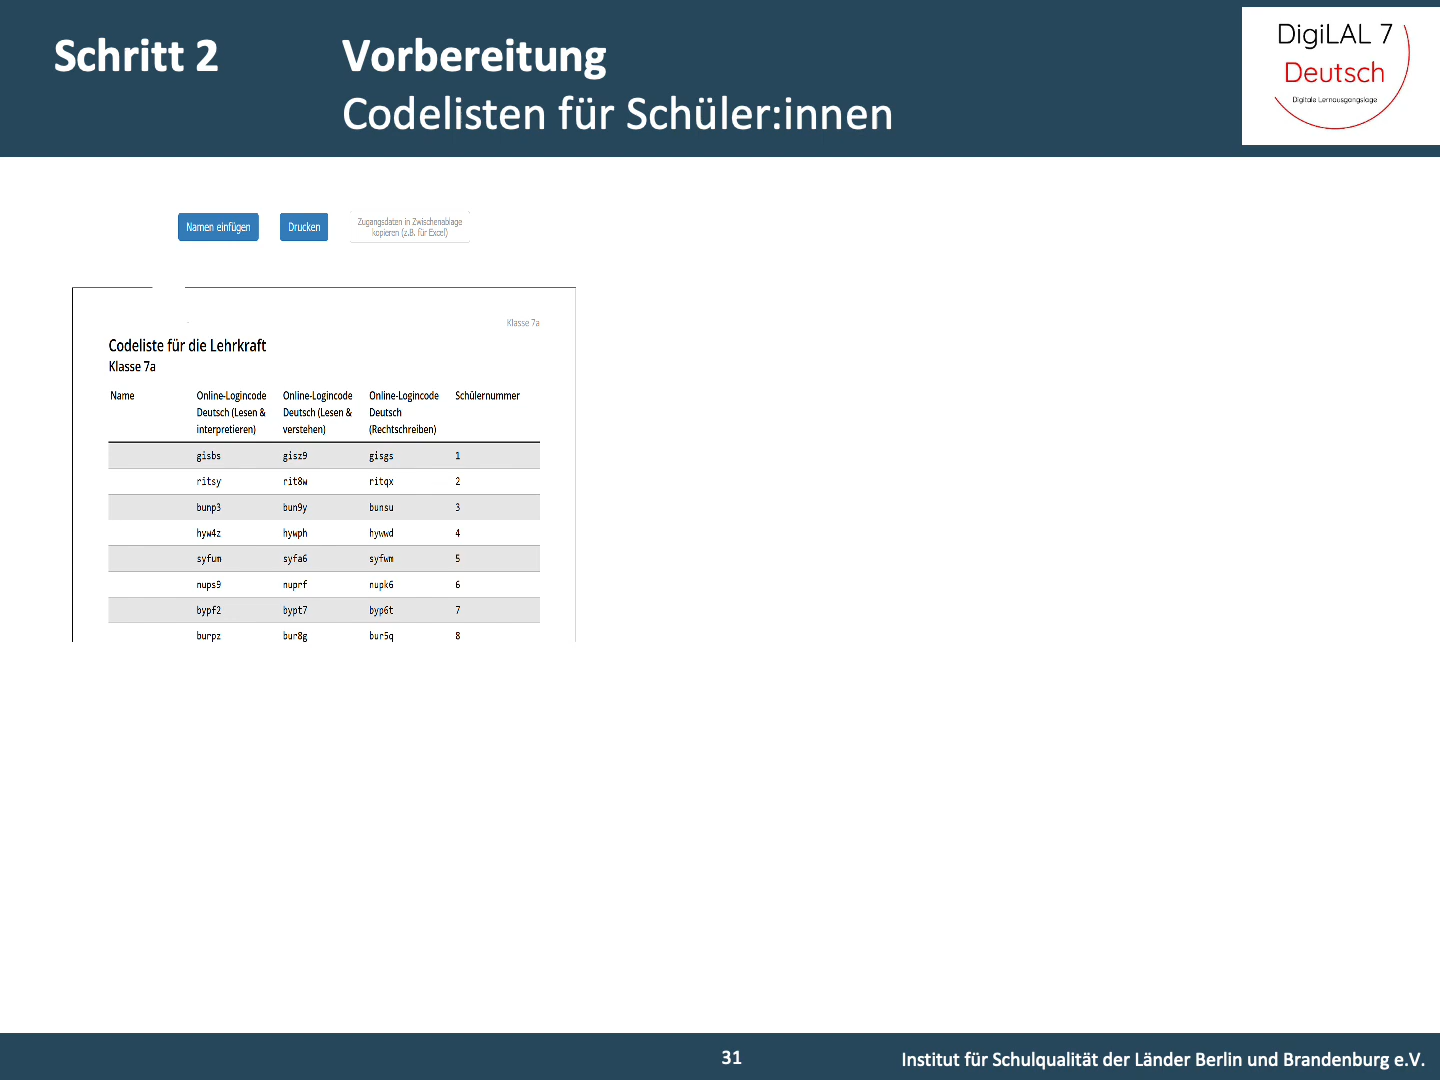 Schritt 2
Vorbereitung
Codelisten für Schüler:innen
DigiLAL 7
Deutsch
Digitale Lernausgangslage
Namen einfügen
Drucken
Zugangsdaten in Zwischenablage
kopieren (z.B. für Excel)
Klasse 7a
Codeliste für die Lehrkraft
Klasse 7a
Name Online-Logincode Online-Logincode Online-Logincode Schülernummer
Deutsch (Lesen & Deutsch (Lesen & Deutsch
interpretieren) verstehen) (Rechtschreiben)
gisbs gisz9 gisgs 1
ritsy rit8w ritqx 2
bunp3 bun9y bunsu 3
hyw4z hywph hywwd 4
syfum syfa6 syfwm 5
nups9 nuprf nupk6 6
bypf2 bypt7 byp6t 7
burpz bur8g bur5q 8
31
Institut für Schulqualität der Länder Berlin und Brandenburg e.V.